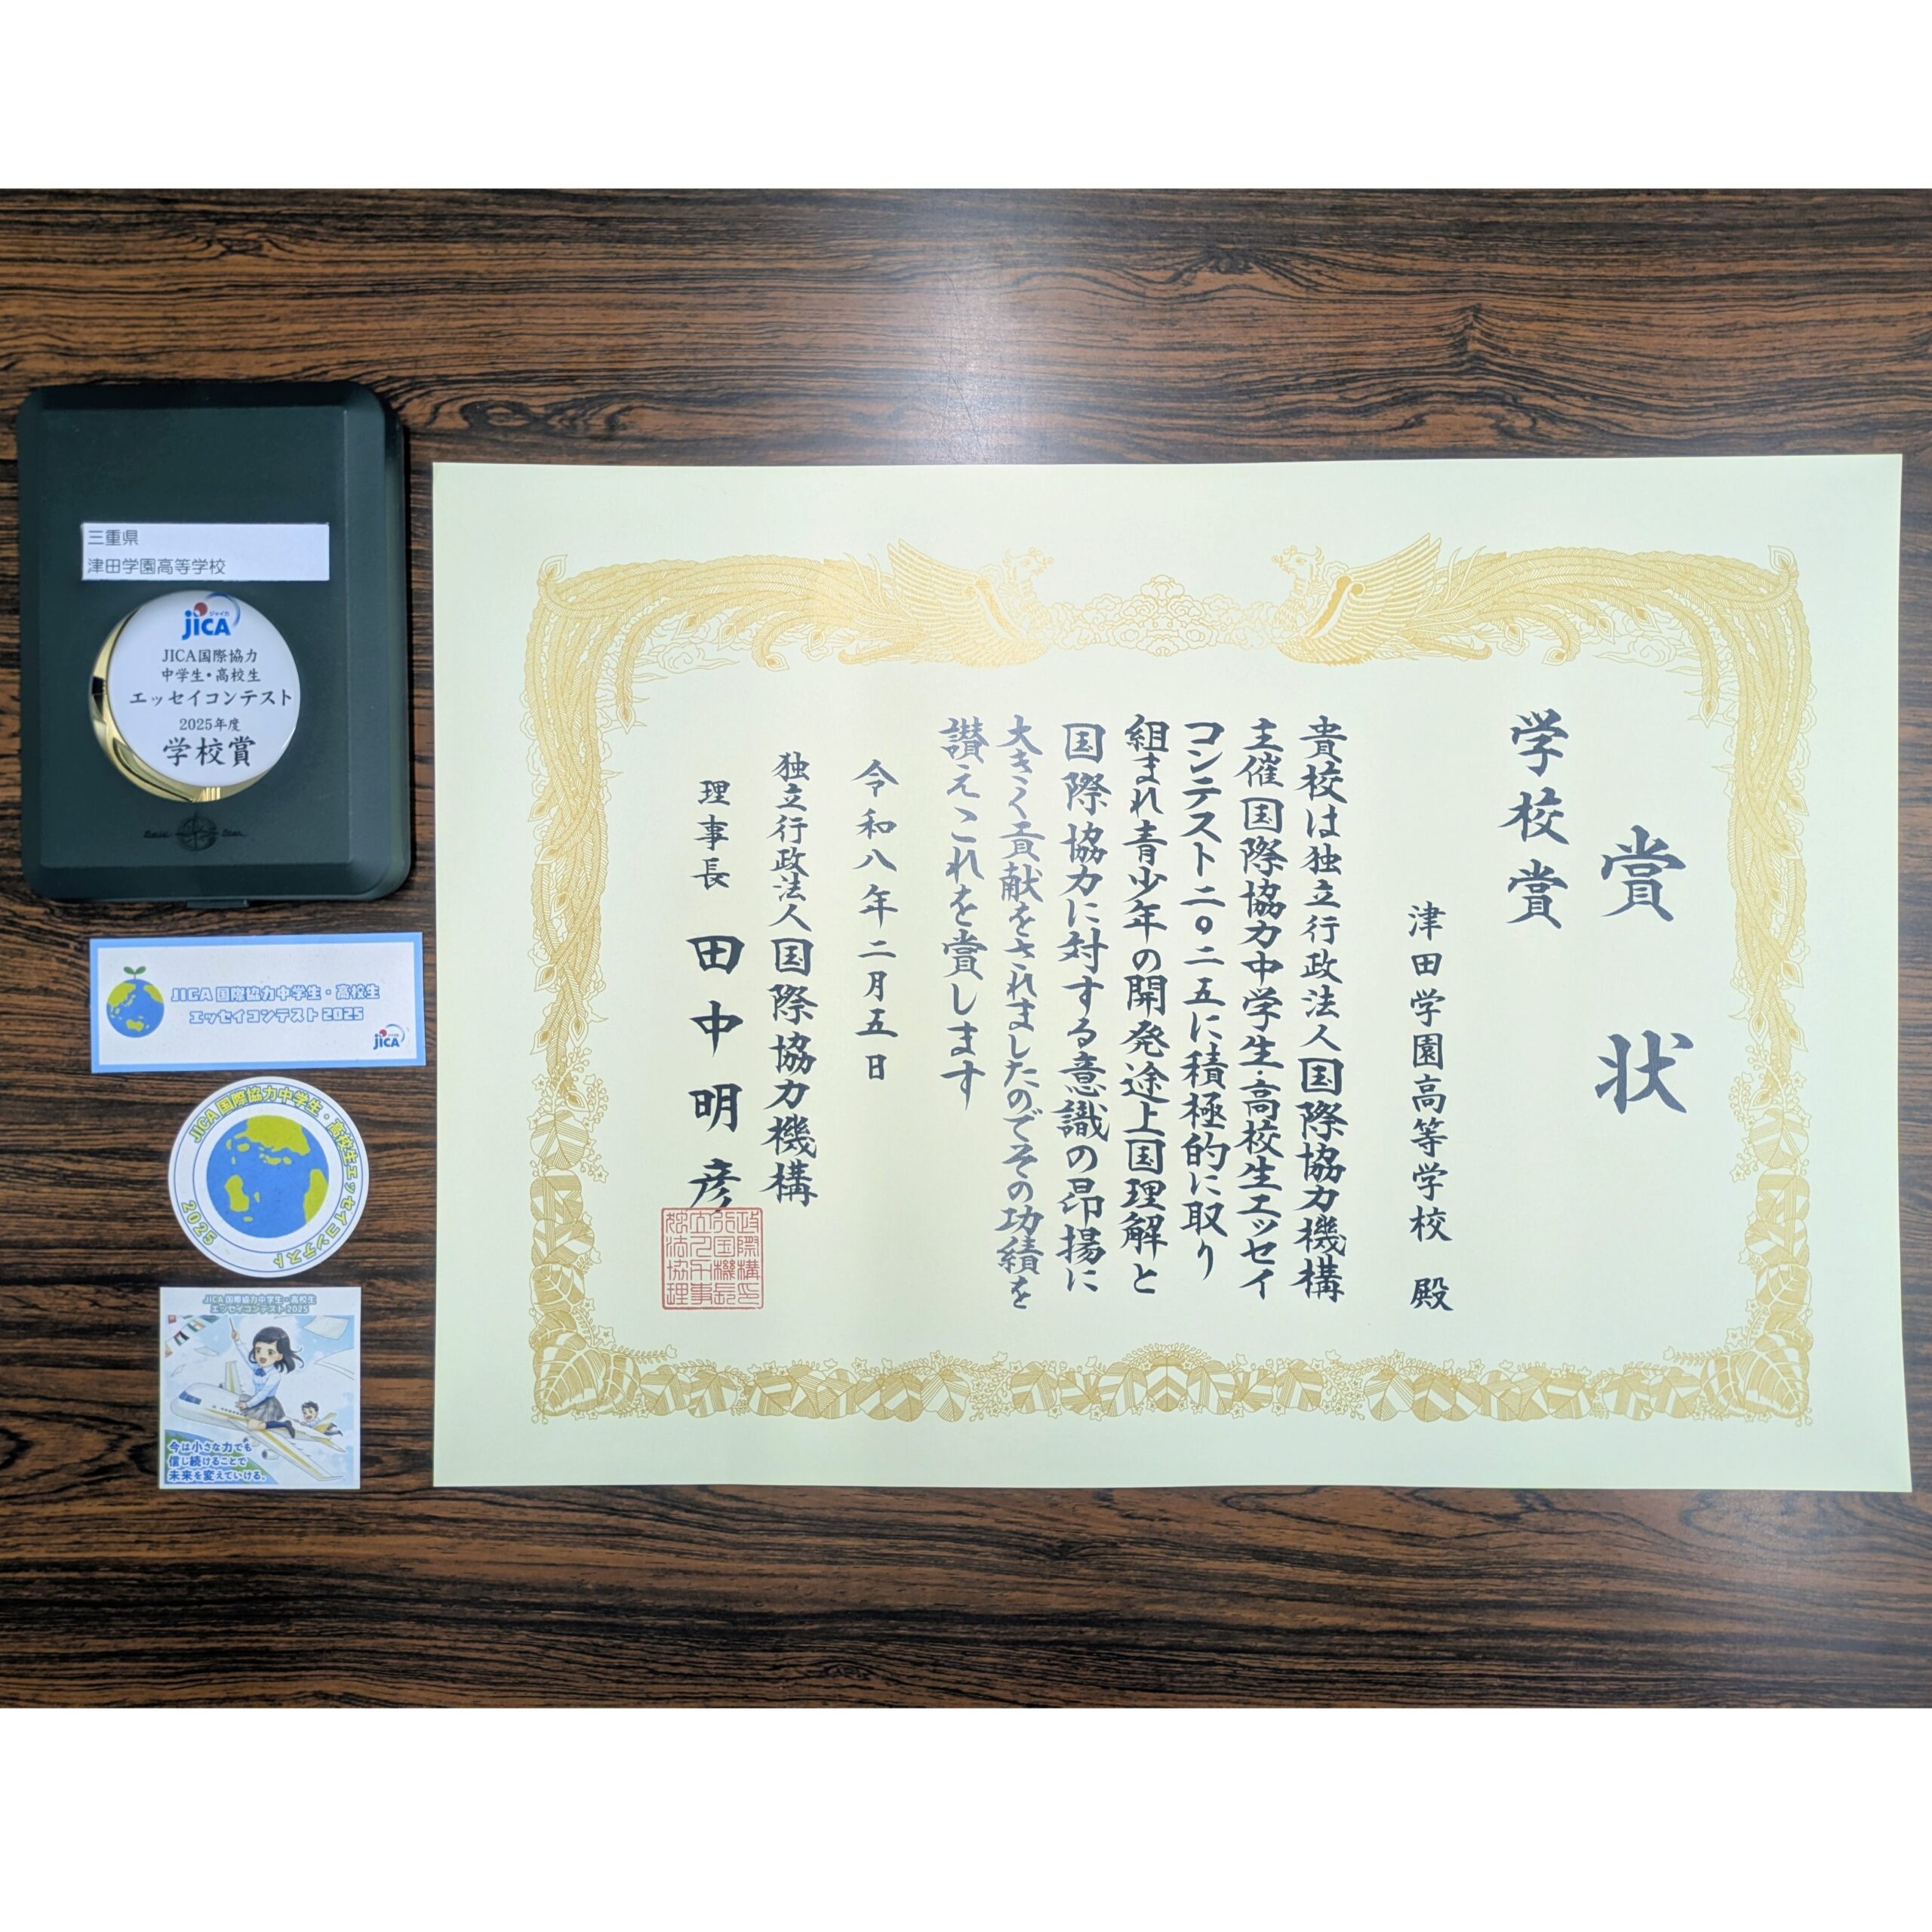 賞状
学校賞
津田学園高等学校 殿
貴校は独立行政法人国際協力機構
主催国際協力中学生・高校生エッセイ
コンテスト二〇二五に積極的に取り
組まれ青少年の開発途上国理解と
国際協力に対する意識の昂揚に
大きく貢献をされましたのでその功績を
讃えこれを賞します
令和八年二月五日
独立行政法人国際協力機構
理事長 田中明彦
三重県
津田学園高等学校
ジャイカ
JICA
JICA国際協力
中学生・高校生
エッセイコンテスト
2025年度
学校賞
JICA 国際協力中学生・高校生
エッセイコンテスト 2025
JICA
JICA 国際協力中学生・高校生エッセイコンテスト
2025
JICA 国際協力中学生・高校生
エッセイコンテスト 2025
今は小さな力でも
信じ続けることで
未来を変えていける。